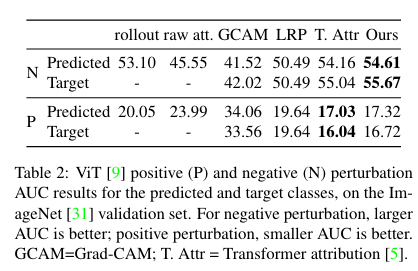 rollout raw att. GCAM LRP T. Attr Ours
N Predicted 53.10 45.55 41.52 50.49 54.16 54.61
Target - - 42.02 50.49 55.04 55.67
P Predicted 20.05 23.99 34.06 19.64 17.03 17.32
Target - - 33.56 19.64 16.04 16.72
Table 2: ViT [9] positive (P) and negative (N) perturbation
AUC results for the predicted and target classes, on the Im-
ageNet [31] validation set. For negative perturbation, larger
AUC is better; positive perturbation, smaller AUC is better.
GCAM=Grad-CAM; T. Attr = Transformer attribution [5].